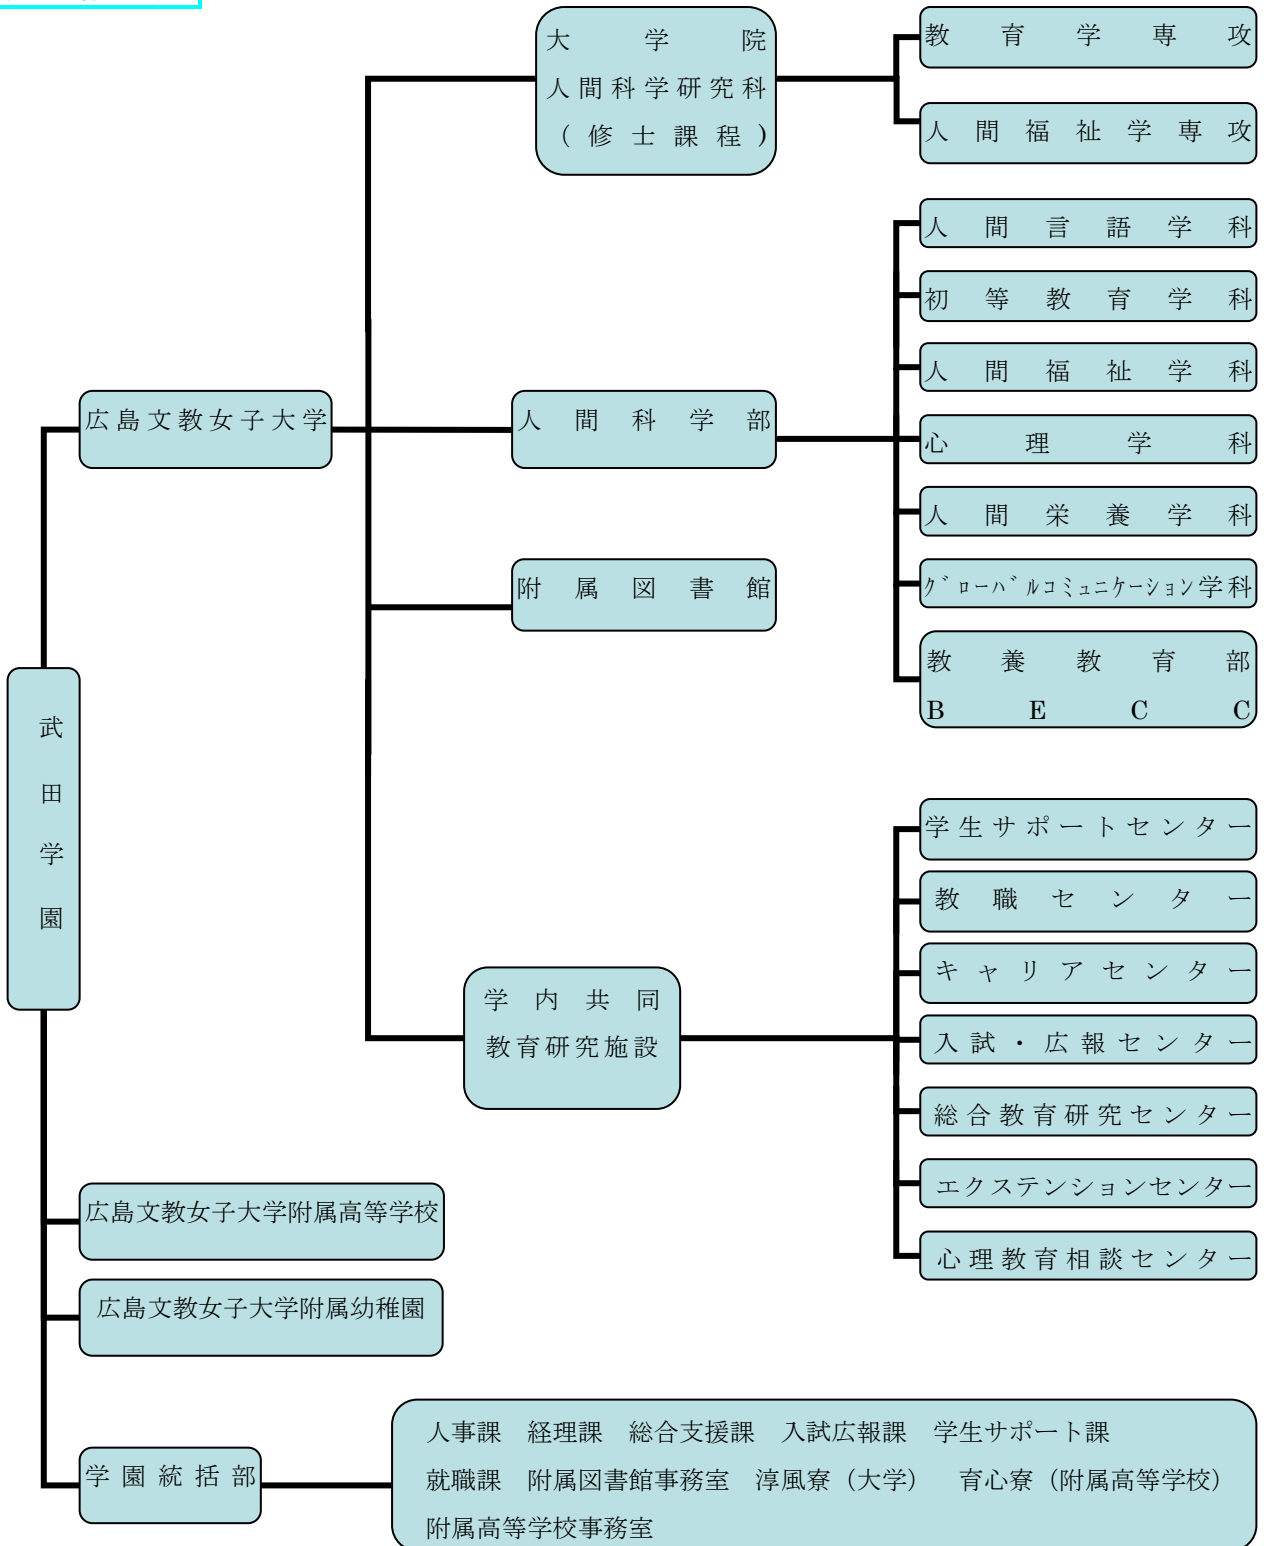 大学院
人間科学研究科
(修士課程)
教育学専攻
人間福祉学専攻
人間言語学科
初等教育学科
人間福祉学科
広島文教女子大学
人間科学部
心理学科
人間栄養学科
附属図書館
グローバルコミュニケーション学科
教養教育部
BECC
武田学園
学生サポートセンター
教職センター
キャリアセンター
学内共同
教育研究施設
入試・広報センター
総合教育研究センター
エクステンションセンター
心理教育相談センター
広島文教女子大学附属高等学校
広島文教女子大学附属幼稚園
学園統括部
人事課 経理課 総合支援課 入試広報課 学生サポート課
就職課 附属図書館事務室 淳風寮(大学) 育心寮(附属高等学校)
附属高等学校事務室